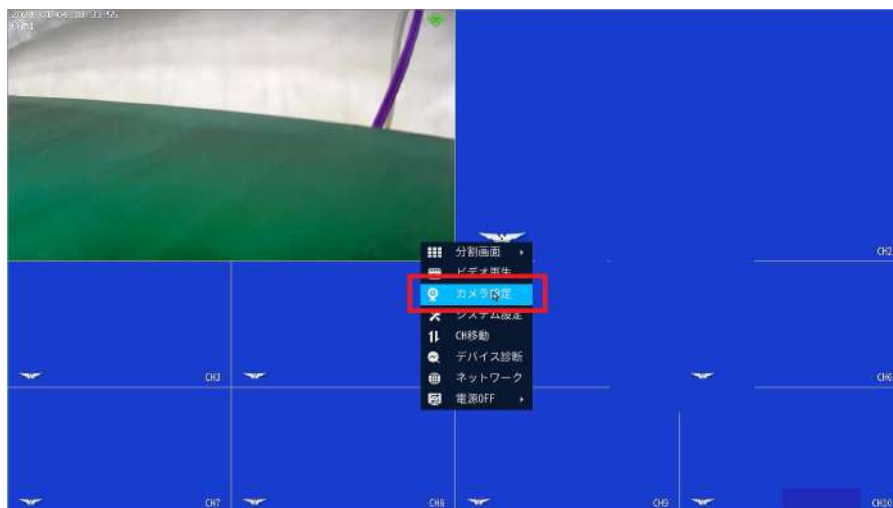 CH2
分割画面
ビデオ再生
カメラ設定
システム設定
CH移動
デバイス診断
ネットワーク
電源OFF
CH3
CH6
CH7
CH8
CH9
CH10